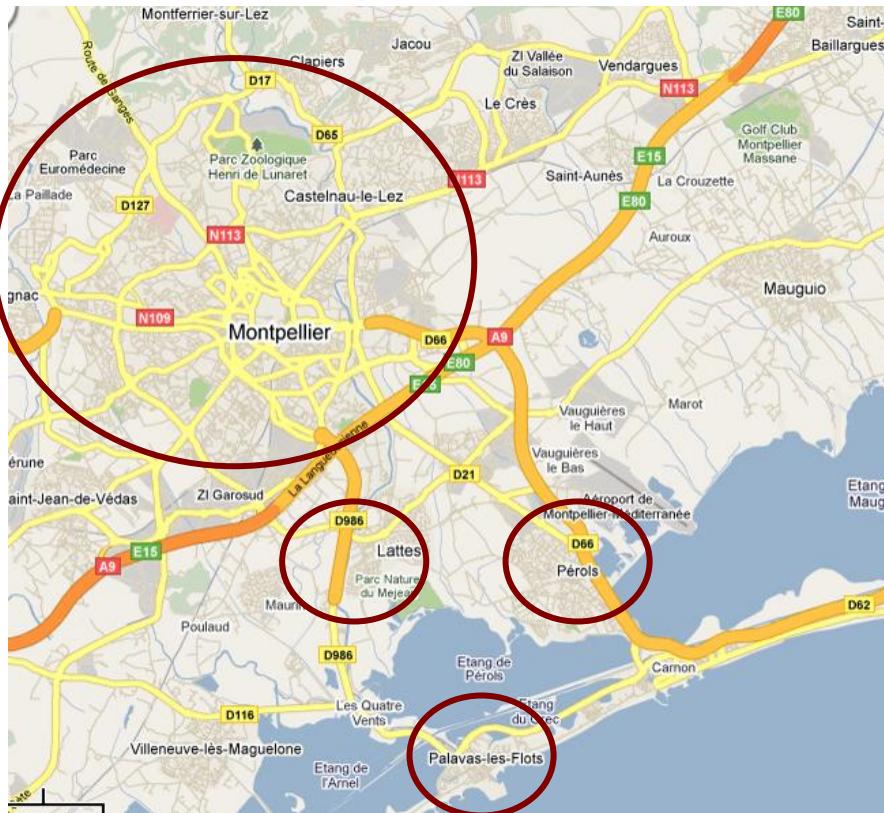 Montferrier-sur-Lez
E80
Saint-
Baillargues
Jacou
Clapiers
ZI Vallée
du Salaison
Vendargues
Route de Ganges
D17
N113
Le Crès
D65
Golf Club
Montpellier
Massane
Parc
Euromédecine
Parc Zoologique
Henri de Lunaret
E15
Saint-Aunès
La Crouzette
N113
La Paillade
Castelnau-le-Lez
E80
D127
N113
Auroux
Mauguio
gnac
N109
Montpellier
D66
A9
E80
Marot
Vauguières
le Haut
La Languedocienne
Vauguières
le Bas
érune
D21
Etang
Maug
aint-Jean-de-Védas
ZI Garosud
Aéroport de
Montpellier-Méditerranée
D986
D66
E15
Lattes
A9
Pérols
Parc Nature
du Mejean
Maurin
D62
Poulaud
D986
Etang de
Pérols
Carnon
Les Quatre
Vents
Etang
du Grec
D116
Villeneuve-lès-Maguelone
Palavas-les-Flots
Etang de
l'Arnel
ète